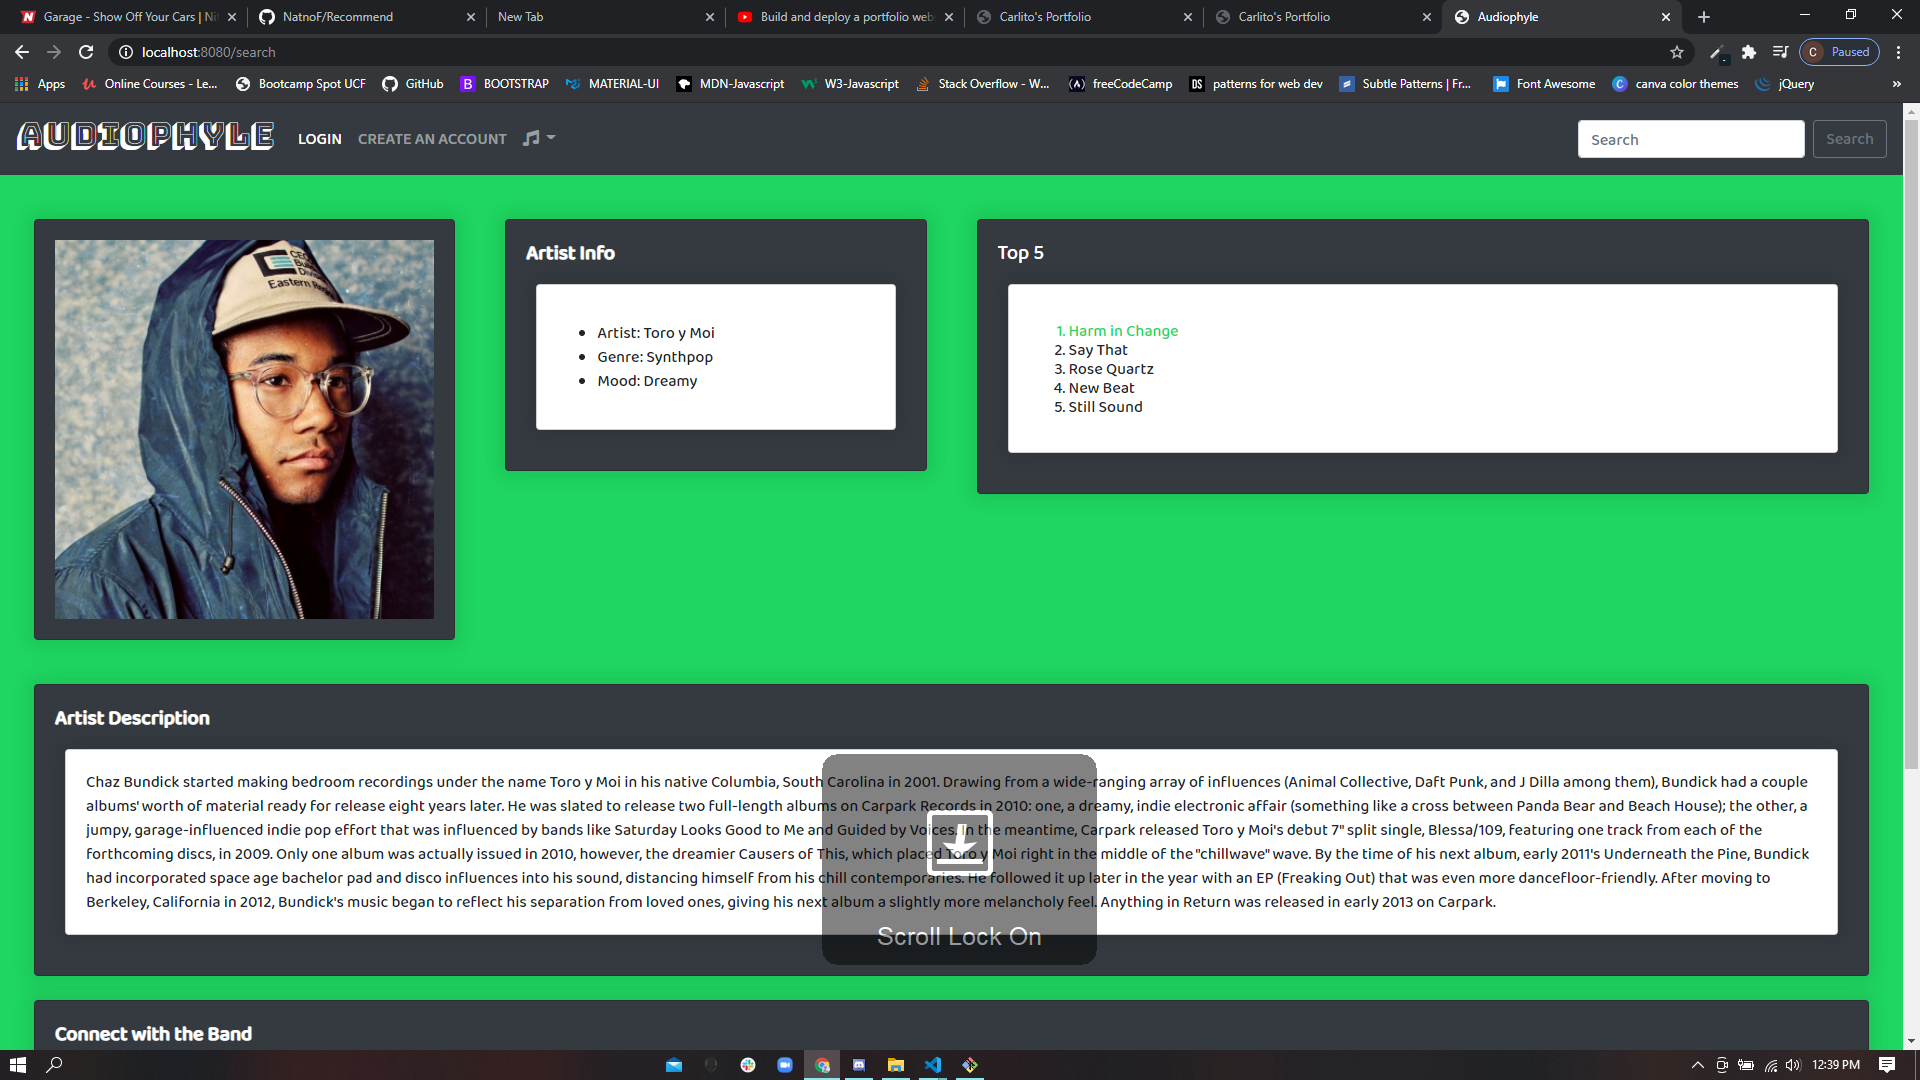 Garage - Show Off Your Cars | Nit
NatnoF/Recommend
New Tab
Build and deploy a portfolio web
Carlito's Portfolio
Carlito's Portfolio
Audiophyle
localhost:8080/search
C Paused
Apps
Online Courses - Le...
Bootcamp Spot UCF
GitHub
B BOOTSTRAP
MATERIAL-UI
MDN-Javascript
W3-Javascript
Stack Overflow - W...
freeCodeCamp
DS patterns for web dev
Subtle Patterns | Fr...
Font Awesome
C canva color themes
jQuery
»
AUDIOPHYLE
LOGIN
CREATE AN ACCOUNT
Search
Search
Eastern
Artist Info
• Artist: Toro y Moi
• Genre: Synthpop
• Mood: Dreamy
Top 5
1. Harm in Change
2. Say That
3. Rose Quartz
4. New Beat
5. Still Sound
Artist Description
Chaz Bundick started making bedroom recordings under the name Toro y Moi in his native Columbia, South Carolina in 2001. Drawing from a wide-ranging array of influences (Animal Collective, Daft Punk, and J Dilla among them), Bundick had a couple
albums' worth of material ready for release eight years later. He was slated to release two full-length albums on Carpark Records in 2010: one, a dreamy, indie electronic affair (something like a cross between Panda Bear and Beach House); the other, a
jumpy, garage-influenced indie pop effort that was influenced by bands like Saturday Looks Good to Me and Guided by Voices. In the meantime, Carpark released Toro y Moi's debut 7" split single, Blessa/109, featuring one track from each of the
forthcoming discs, in 2009. Only one album was actually issued in 2010, however, the dreamier Causers of This, which placed Toro y Moi right in the middle of the "chillwave" wave. By the time of his next album, early 2011's Underneath the Pine, Bundick
had incorporated space age bachelor pad and disco influences into his sound, distancing himself from his chill contemporaries. He followed it up later in the year with an EP (Freaking Out) that was even more dancefloor-friendly. After moving to
Berkeley, California in 2012, Bundick's music began to reflect his separation from loved ones, giving his next album a slightly more melancholy feel. Anything in Return was released in early 2013 on Carpark.
Scroll Lock On
Connect with the Band
12:39 PM